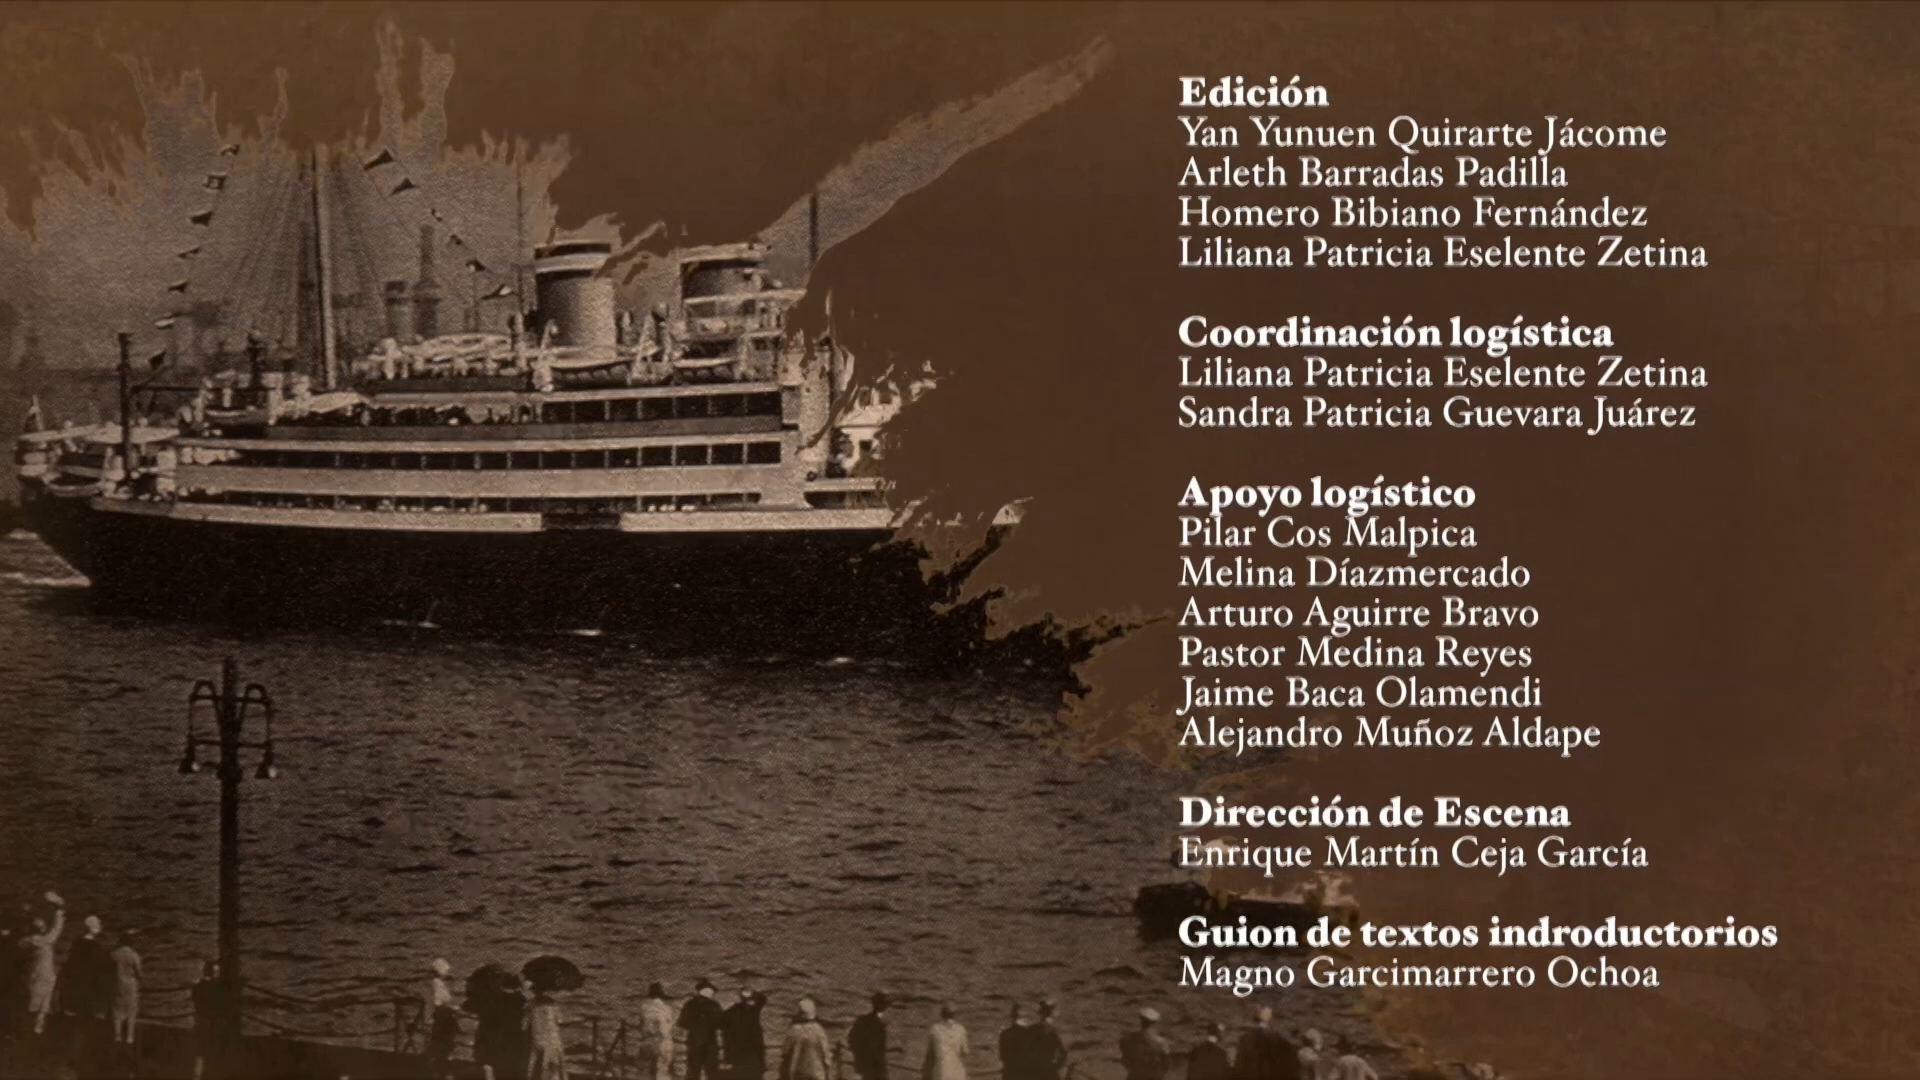 Edición
Yan Yunuen Quirarte Jácome
Arleth Barradas Padilla
Homero Bibiano Fernández
Liliana Patricia Eselente Zetina
Coordinación logística
Liliana Patricia Eselente Zetina
Sandra Patricia Guevara Juárez
Apoyo logístico
Pilar Cos Malpica
Melina Díazmercado
Arturo Aguirre Bravo
Pastor Medina Reyes
Jaime Baca Olamendi
Alejandro Muñoz Aldape
Dirección de Escena
Enrique Martín Ceja García
Guion de textos indroductorios
Magno Garcimarrero Ochoa